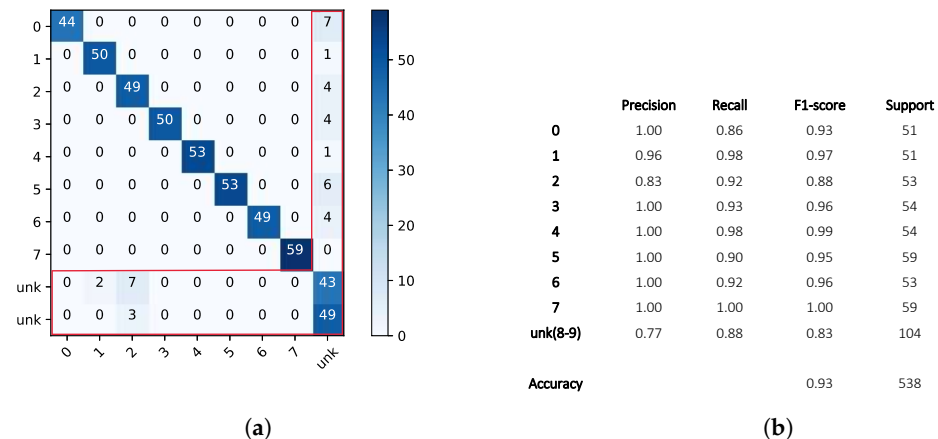 0 44 0 0 0 0 0 0 0 7
1 0 50 0 0 0 0 0 0 1
2 0 0 49 0 0 0 0 0 4
3 0 0 0 50 0 0 0 0 4
4 0 0 0 0 53 0 0 0 1
5 0 0 0 0 0 53 0 0 6
6 0 0 0 0 0 0 49 0 4
7 0 0 0 0 0 0 0 59 0
unk 0 2 7 0 0 0 0 0 43
unk 0 0 3 0 0 0 0 0 49
0 1 2 3 4 5 6 7 unk
50
40
30
20
10
0
(a)
Precision Recall F1-score Support
0 1.00 0.86 0.93 51
1 0.96 0.98 0.97 51
2 0.83 0.92 0.88 53
3 1.00 0.93 0.96 54
4 1.00 0.98 0.99 54
5 1.00 0.90 0.95 59
6 1.00 0.92 0.96 53
7 1.00 1.00 1.00 59
unk(8-9) 0.77 0.88 0.83 104
Accuracy 0.93 538
(b)